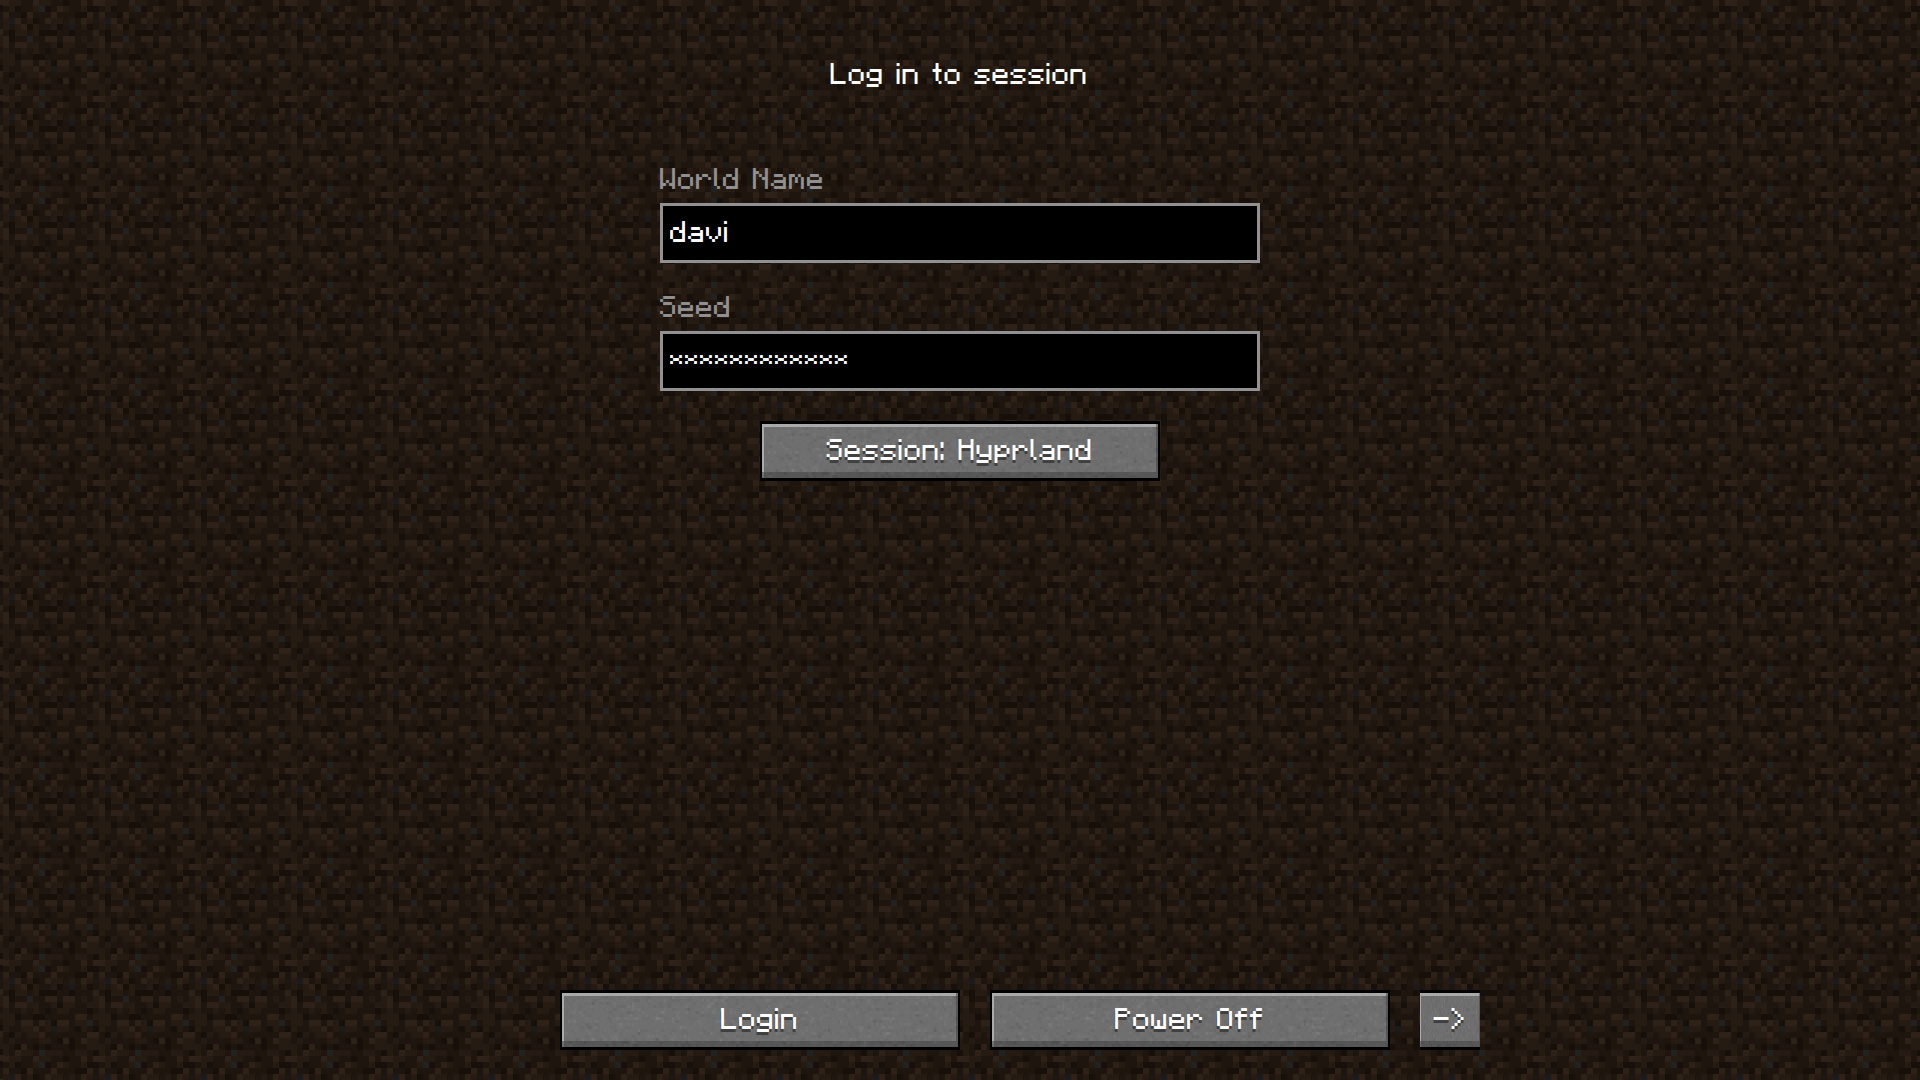 Log in to session
World Name
davi
Seed
************
Session: Hyprland
Login
Power Off
->